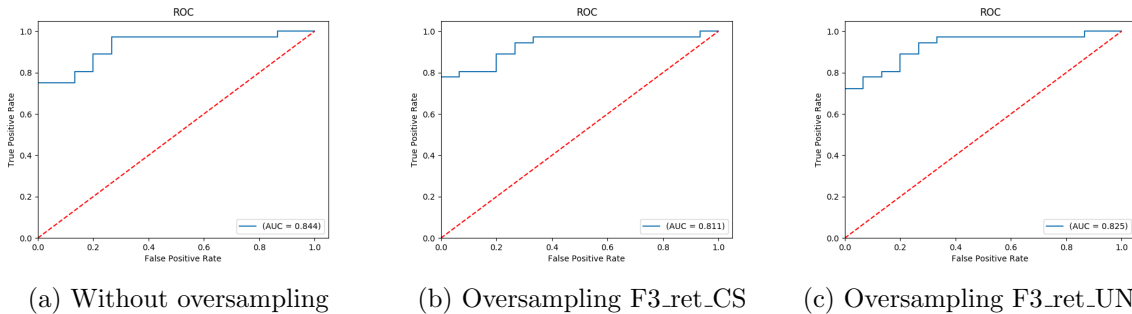 ROC
1.0
0.8
0.6
0.4
0.2
0.0
True Positive Rate
0.0 0.2 0.4 0.6 0.8 1.0
False Positive Rate
(AUC = 0.844)
(a) Without oversampling
ROC
1.0
0.8
0.6
0.4
0.2
0.0
True Positive Rate
0.0 0.2 0.4 0.6 0.8 1.0
False Positive Rate
(AUC = 0.811)
(b) Oversampling F3_ret_CS
ROC
1.0
0.8
0.6
0.4
0.2
0.0
True Positive Rate
0.0 0.2 0.4 0.6 0.8 1.0
False Positive Rate
(AUC = 0.825)
(c) Oversampling F3_ret_UN